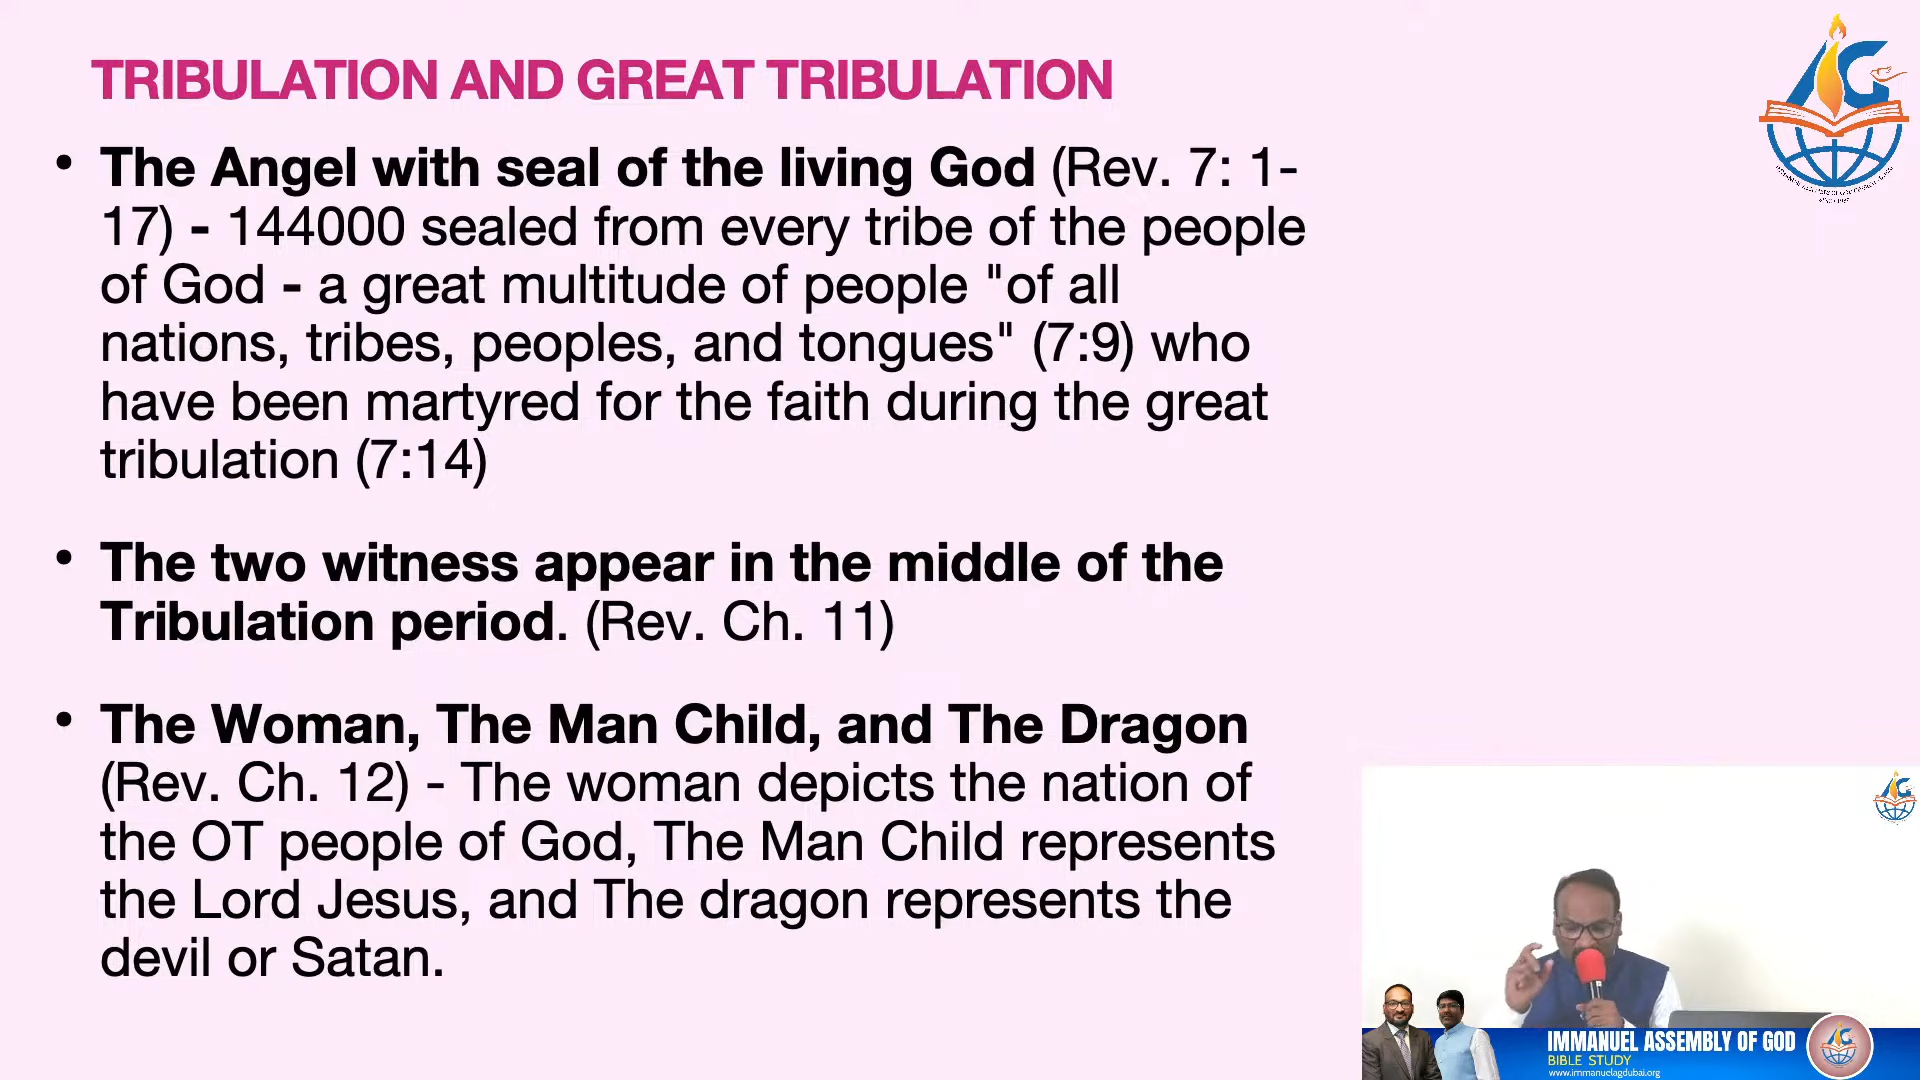 TRIBULATION AND GREAT TRIBULATION
• The Angel with seal of the living God (Rev. 7: 1-
17) - 144000 sealed from every tribe of the people
of God - a great multitude of people "of all
nations, tribes, peoples, and tongues" (7:9) who
have been martyred for the faith during the great
tribulation (7:14)
• The two witness appear in the middle of the
Tribulation period. (Rev. Ch. 11)
• The Woman, The Man Child, and The Dragon
(Rev. Ch. 12) - The woman depicts the nation of
the OT people of God, The Man Child represents
the Lord Jesus, and The dragon represents the
devil or Satan.
AG
IMMANUEL ASSEMBLY OF GOD
BIBLE STUDY
www.immanuelagdubai.org